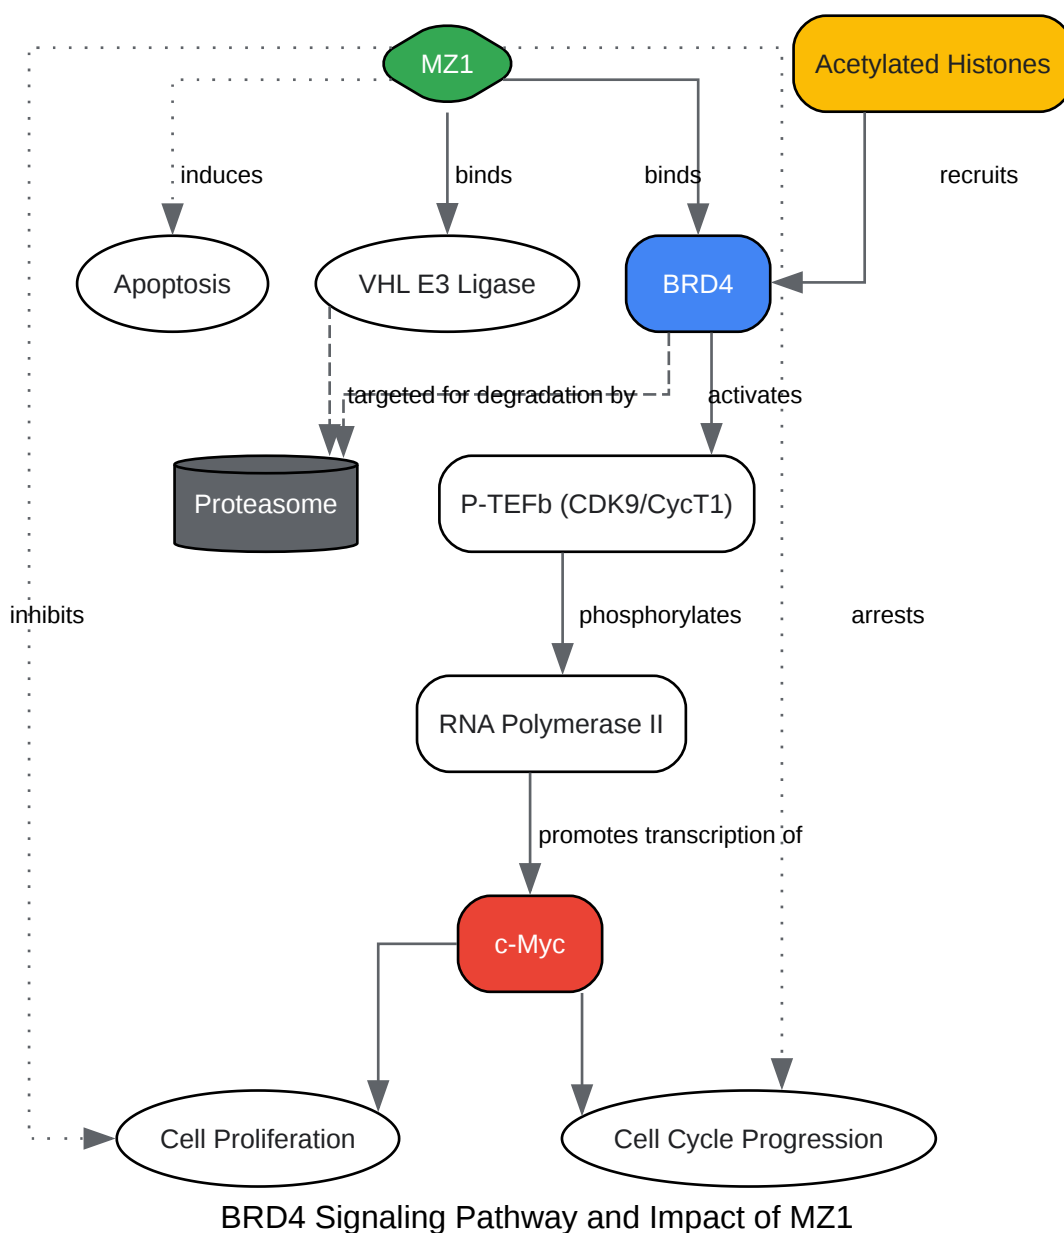 MZ1
Acetylated Histones
induces
binds
binds
recruits
Apoptosis
VHL E3 Ligase
BRD4
targeted for degradation by
activates
Proteasome
P-TEFb (CDK9/CycT1)
inhibits
phosphorylates
arrests
RNA Polymerase II
promotes transcription of
c-Myc
Cell Proliferation
Cell Cycle Progression
BRD4 Signaling Pathway and Impact of MZ1